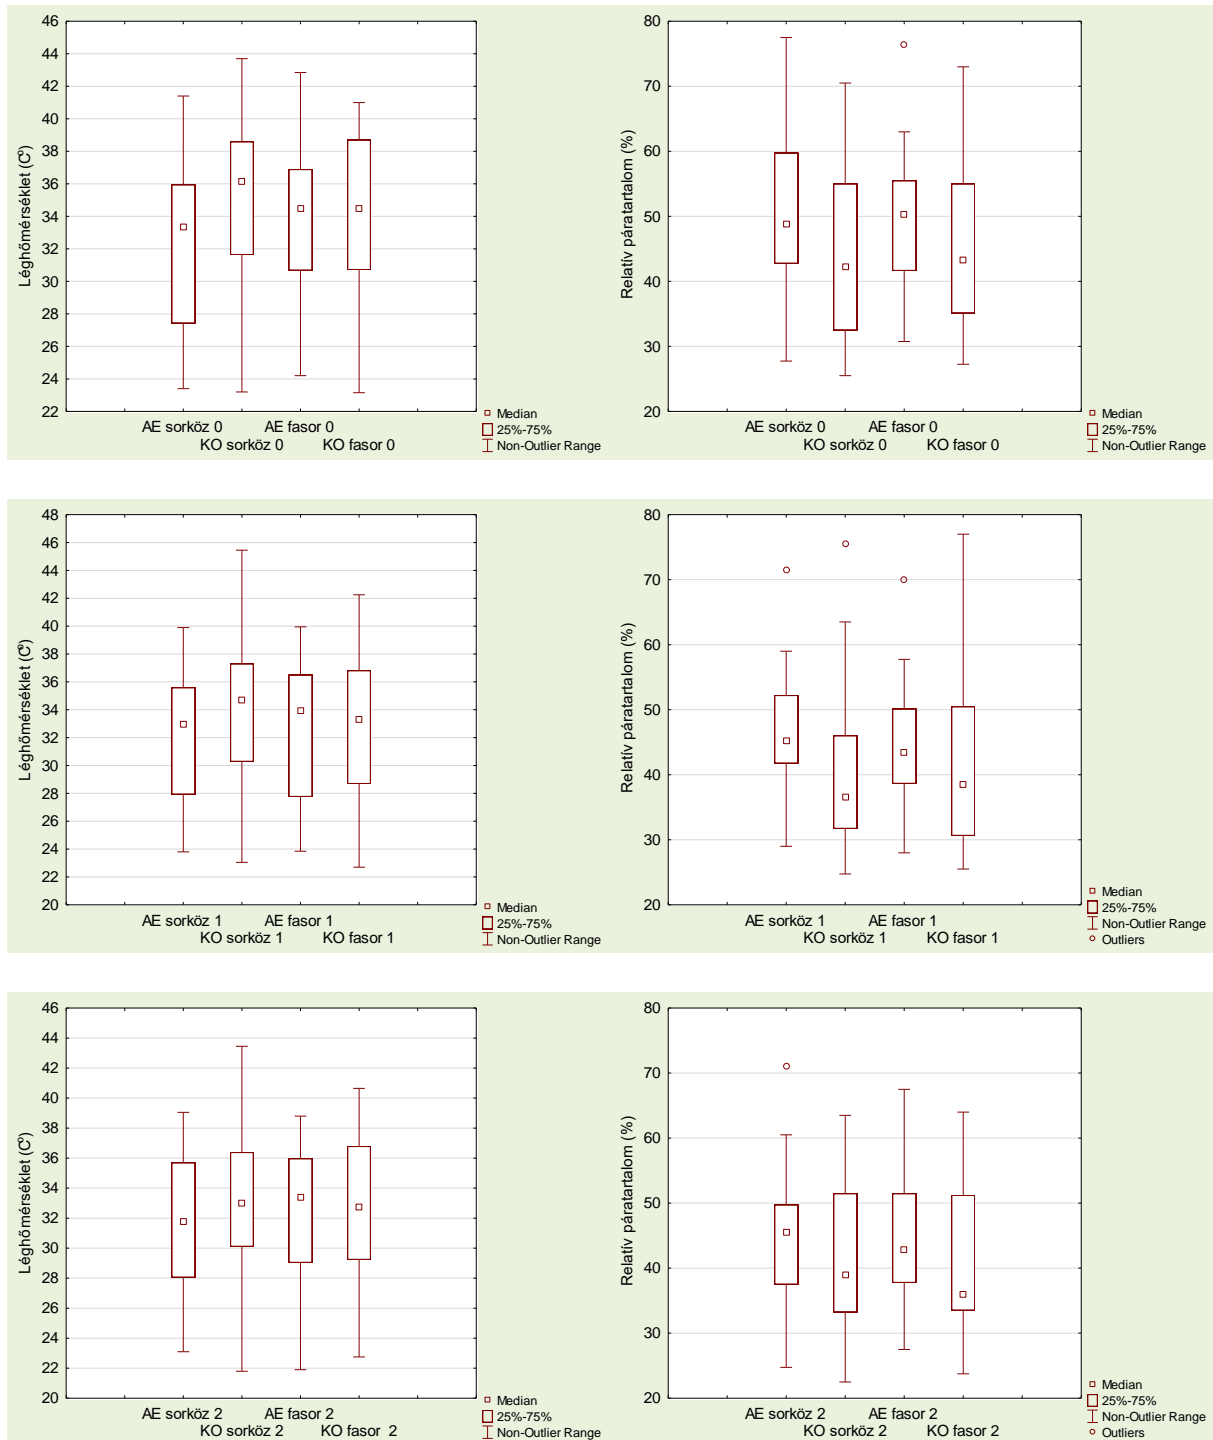 46
44
42
40
38
36
34
32
30
28
26
24
22
Léghőmérséklet (C°)
AE sorköz 0
AE fasor 0
KO sorköz 0
KO fasor 0
Median
25%-75%
Non-Outlier Range
80
70
60
50
40
30
20
Relatív páratartalom (%)
AE sorköz 0
AE fasor 0
KO sorköz 0
KO fasor 0
Median
25%-75%
Non-Outlier Range
48
46
44
42
40
38
36
34
32
30
28
26
24
22
20
Léghőmérséklet (C°)
AE sorköz 1
AE fasor 1
KO sorköz 1
KO fasor 1
Median
25%-75%
Non-Outlier Range
80
70
60
50
40
30
20
Relatív páratartalom (%)
AE sorköz 1
AE fasor 1
KO sorköz 1
KO fasor 1
Median
25%-75%
Non-Outlier Range
Outliers
46
44
42
40
38
36
34
32
30
28
26
24
22
20
Léghőmérséklet (C°)
AE sorköz 2
AE fasor 2
KO sorköz 2
KO fasor 2
Median
25%-75%
Non-Outlier Range
80
70
60
50
40
30
20
Relatív páratartalom (%)
AE sorköz 2
AE fasor 2
KO sorköz 2
KO fasor 2
Median
25%-75%
Non-Outlier Range
Outliers